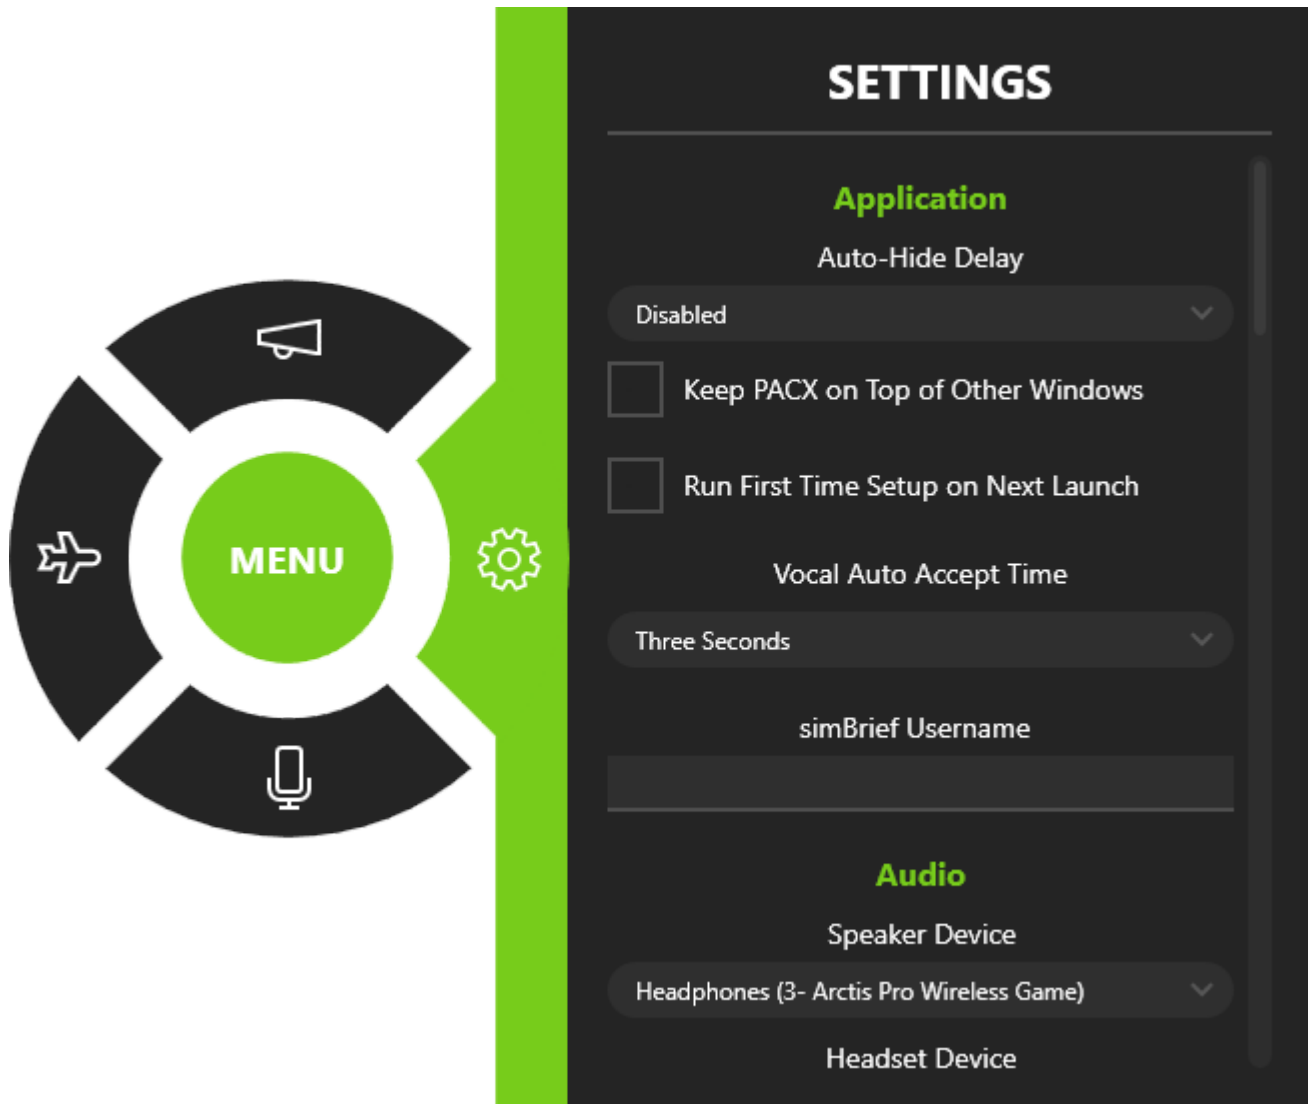 SETTINGS
Application
Auto-Hide Delay
Disabled
Keep PACX on Top of Other Windows
Run First Time Setup on Next Launch
MENU
Vocal Auto Accept Time
Three Seconds
simBrief Username
Audio
Speaker Device
Headphones (3- Arctis Pro Wireless Game)
Headset Device